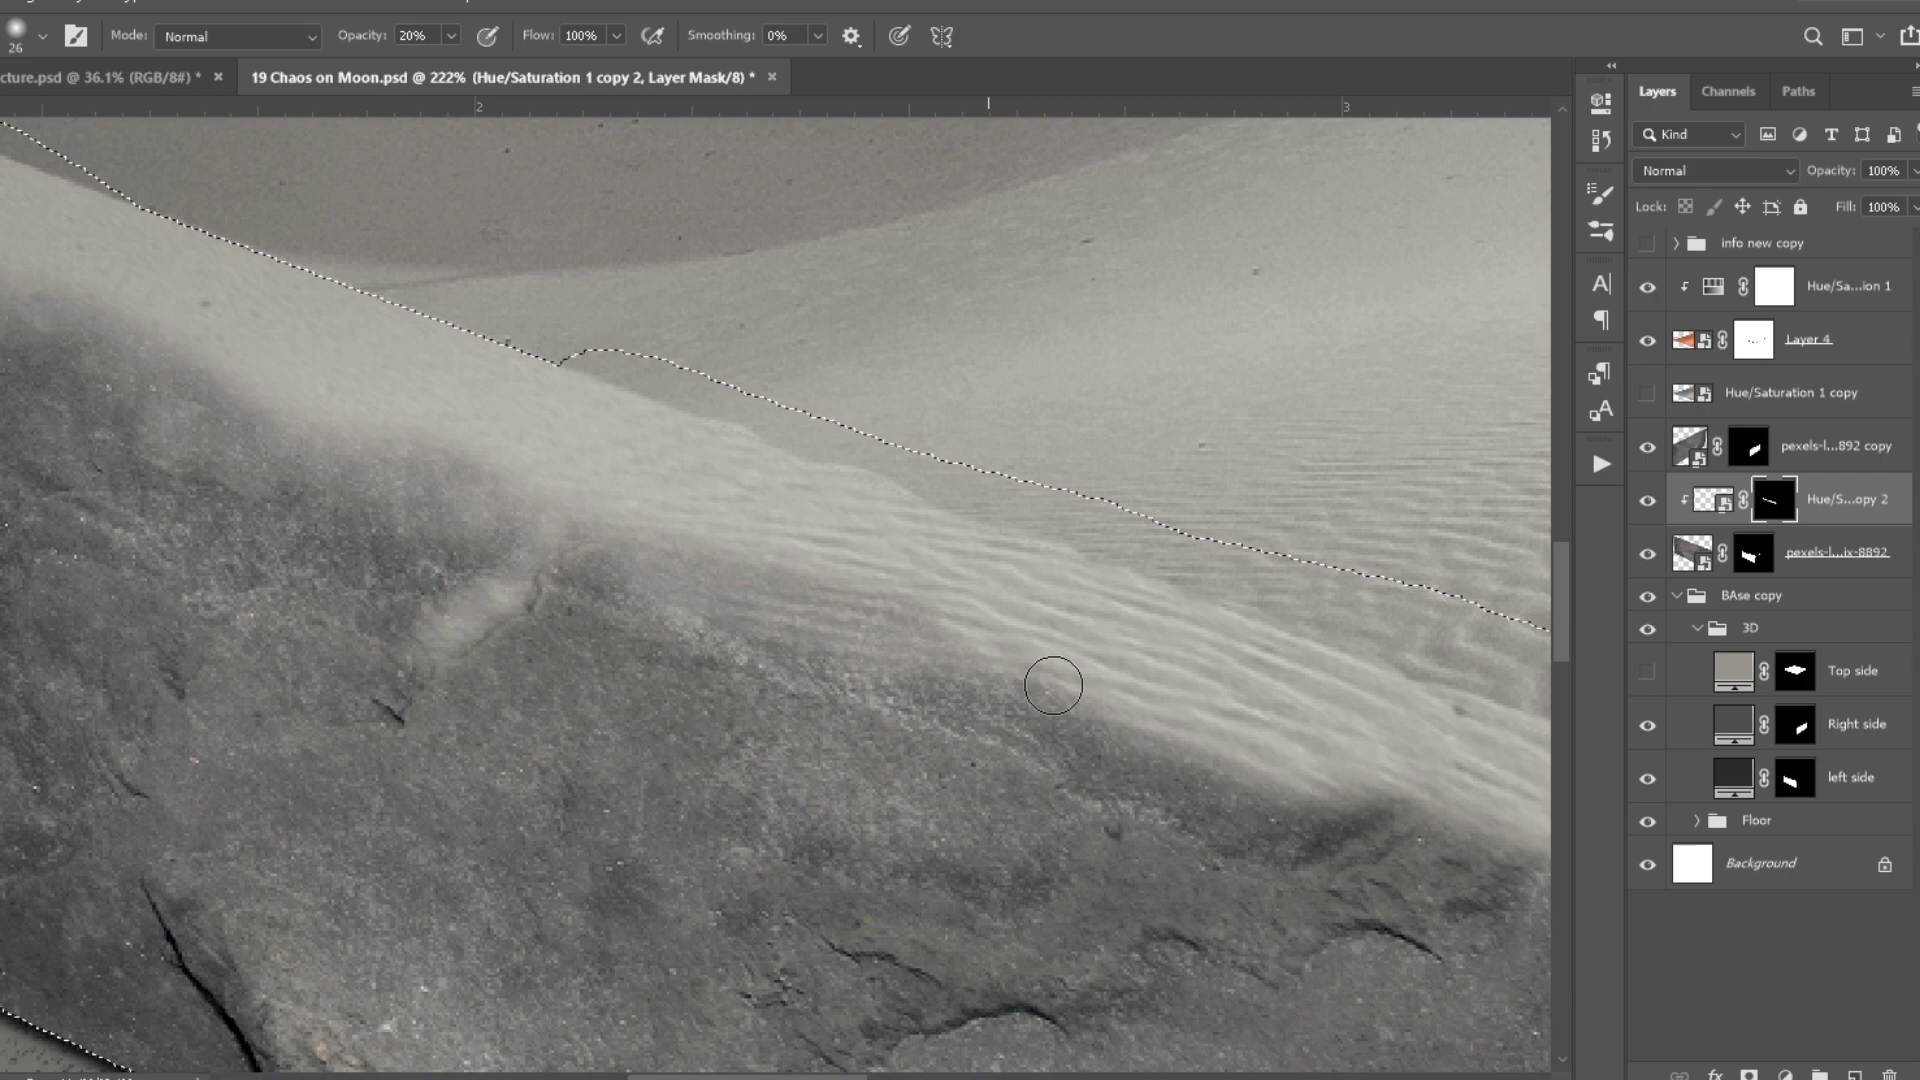 26
Mode: Normal Opacity: 20% Flow: 100% Smoothing: 0%
cture.psd @ 36.1% (RGB/8#) * × 19 Chaos on Moon.psd @ 222% (Hue/Saturation 1 copy 2, Layer Mask/8) * ×
2 3
Layers Channels Paths
Kind
Normal Opacity: 100%
Lock: Fill: 100%
info new copy
Hue/Sa...ion 1
Layer 4
Hue/Saturation 1 copy
pexels-l...892 copy
Hue/S...opy 2
pexels-l...ix-8892
BAse copy
3D
Top side
Right side
left side
Floor
Background
fx